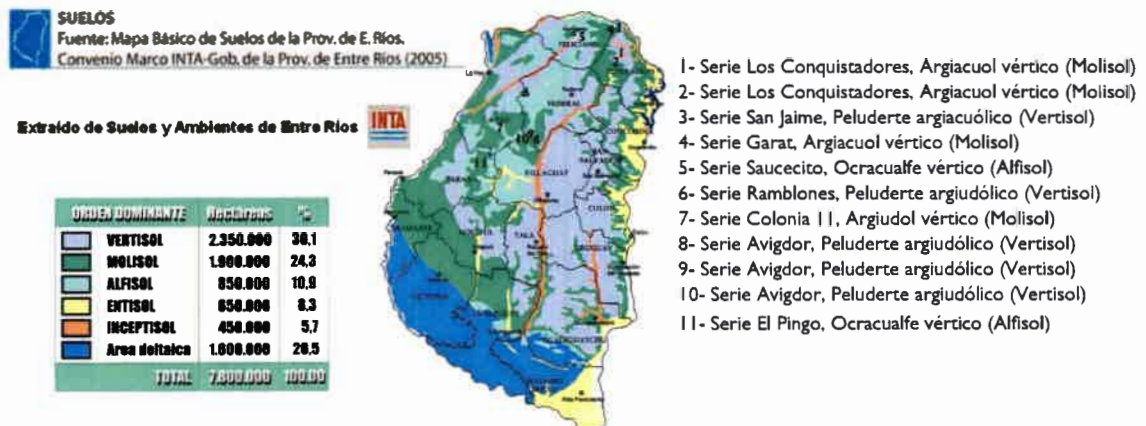 SUELOS
Fuente: Mapa Básico de Suelos de la Prov. de E. Ríos.
Convenio Marco INTA-Gob. de la Prov. de Entre Ríos (2005)
Extraído de Suelos y Ambientes de Entre Ríos
INTA
ORDEN DOMINANTE Hectáreas %
VERTISOL 2.350.000 30,1
MOLISOL 1.900.000 24,3
ALFISOL 850.000 10,9
ENTISOL 650.000 8,3
INCEPTISOL 450.000 5,7
Area deltaica 1.600.000 20,5
TOTAL 7.800.000 100.00
FEDERAL
VILLAGUAY
COLON
TALA
1- Serie Los Conquistadores, Argiacuol vértico (Molisol)
2- Serie Los Conquistadores, Argiacuol vértico (Molisol)
3- Serie San Jaime, Peluderte argiacuólico (Vertisol)
4- Serie Garat, Argiacuol vértico (Molisol)
5- Serie Saucecito, Ocracualfe vértico (Alfisol)
6- Serie Ramblones, Peluderte argiudólico (Vertisol)
7- Serie Colonia 11, Argiudol vértico (Molisol)
8- Serie Avigdor, Peluderte argiudólico (Vertisol)
9- Serie Avigdor, Peluderte argiudólico (Vertisol)
10- Serie Avigdor, Peluderte argiudólico (Vertisol)
11- Serie El Pingo, Ocracualfe vértico (Alfisol)